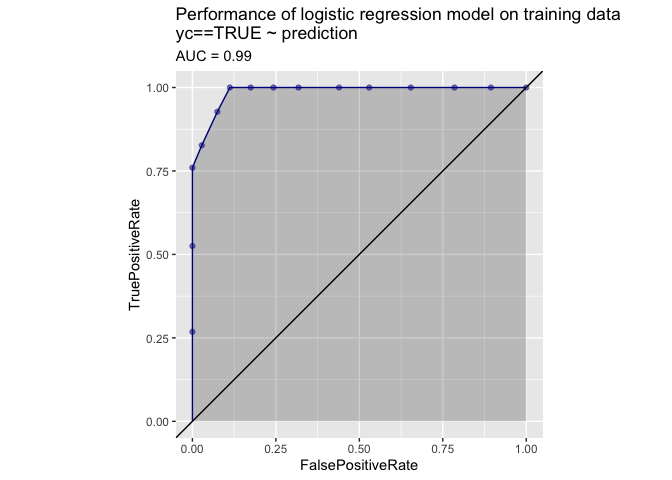 Performance of logistic regression model on training data
yc==TRUE ~ prediction
AUC = 0.99
1.00
0.75
0.50
0.25
0.00
TruePositiveRate
0.00 0.25 0.50 0.75 1.00
FalsePositiveRate